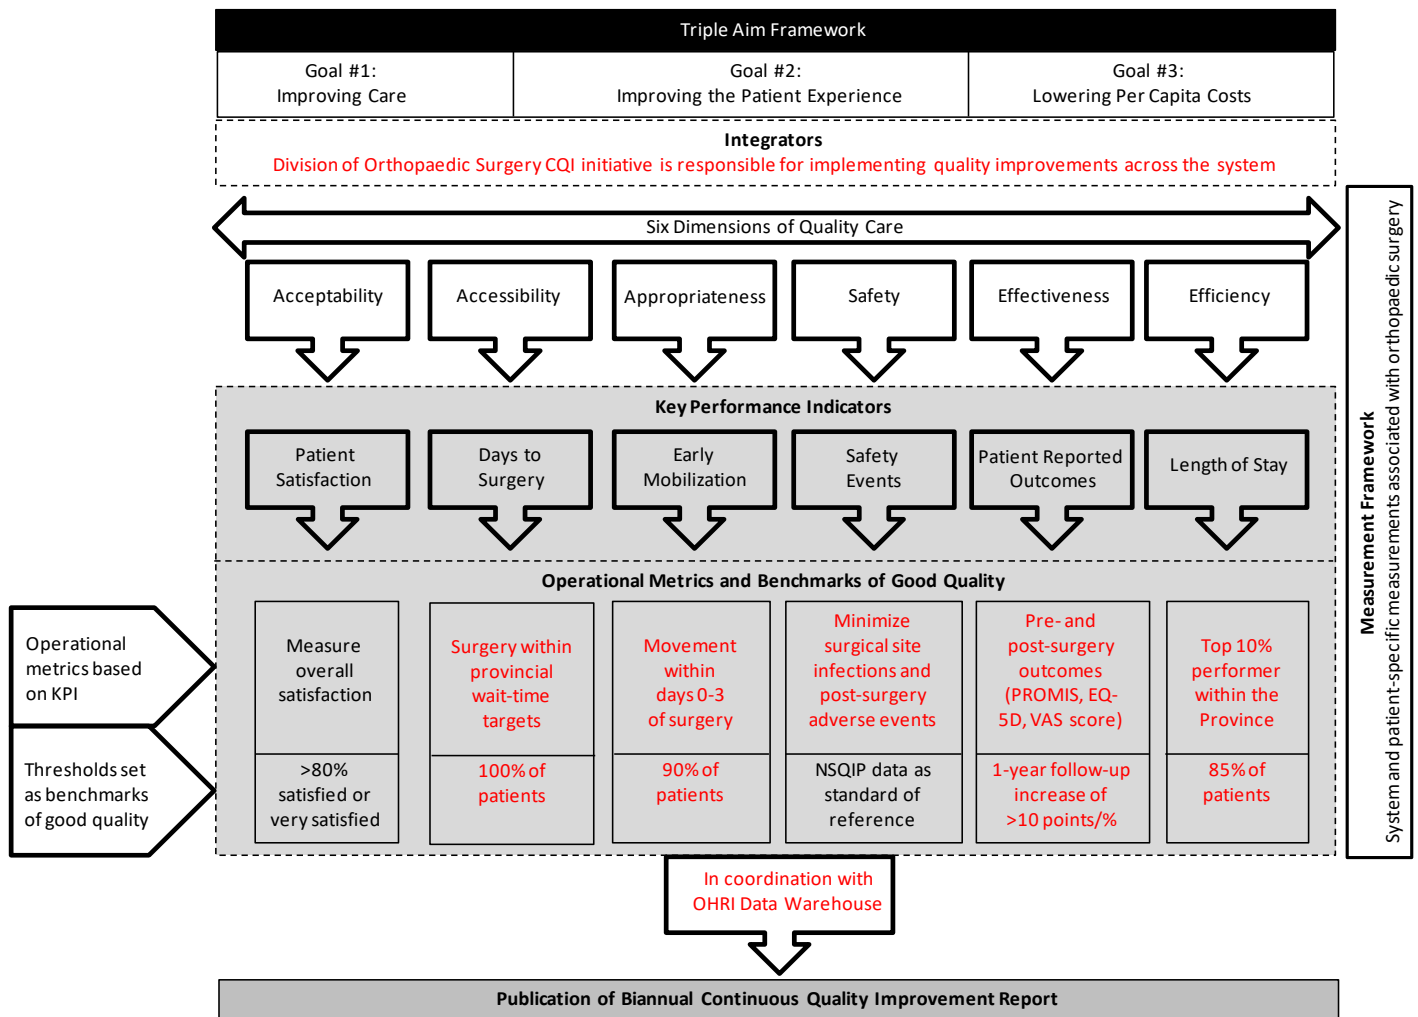 Triple Aim Framework
Goal #1:
Improving Care
Goal #2:
Improving the Patient Experience
Goal #3:
Lowering Per Capita Costs
Integrators
Division of Orthopaedic Surgery CQI initiative is responsible for implementing quality improvements across the system
Six Dimensions of Quality Care
Acceptability
Accessibility
Appropriateness
Safety
Effectiveness
Efficiency
Key Performance Indicators
Patient
Satisfaction
Days to
Surgery
Early
Mobilization
Safety
Events
Patient Reported
Outcomes
Length of Stay
Operational Metrics and Benchmarks of Good Quality
Operational
metrics based
on KPI
Measure
overall
satisfaction
Surgery within
provincial
wait-time
targets
Movement
within
days 0-3
of surgery
Minimize
surgical site
infections and
post-surgery
adverse events
Pre- and
post-surgery
outcomes
(PROMIS, EQ-
5D, VAS score)
Top 10%
performer
within the
Province
Thresholds set
as benchmarks
of good quality
>80%
satisfied or
very satisfied
100% of
patients
90% of
patients
NSQIP data as
standard of
reference
1-year follow-up
increase of
>10 points/%
85% of
patients
Measurement Framework
System and patient-specific measurements associated with orthopaedic surgery
In coordination with
OHRI Data Warehouse
Publication of Biannual Continuous Quality Improvement Report